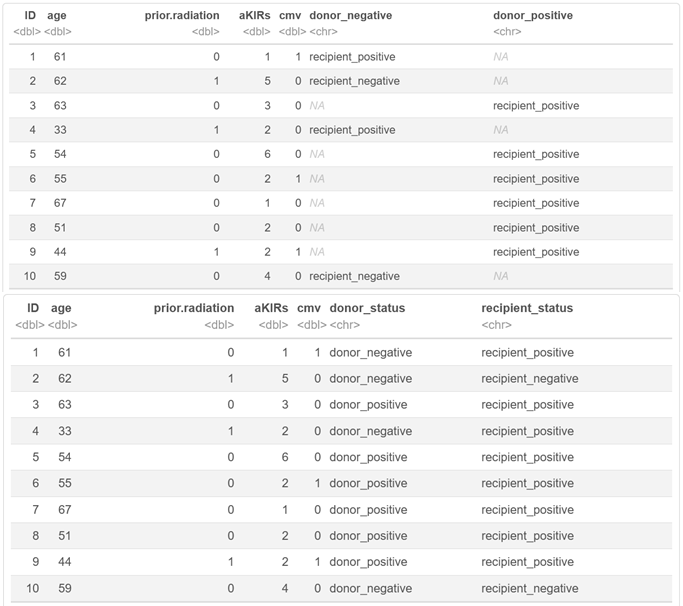 ID age prior.radiation aKIRs cmv donor_negative donor_positive
<dbl> <dbl> <dbl> <dbl> <dbl> <chr> <chr>
1 61 0 1 1 recipient_positive NA
2 62 1 5 0 recipient_negative NA
3 63 0 3 0 NA recipient_positive
4 33 1 2 0 recipient_positive NA
5 54 0 6 0 NA recipient_positive
6 55 0 2 1 NA recipient_positive
7 67 0 1 0 NA recipient_positive
8 51 0 2 0 NA recipient_positive
9 44 1 2 1 NA recipient_positive
10 59 0 4 0 recipient_negative NA
ID age prior.radiation aKIRs cmv donor_status recipient_status
<dbl> <dbl> <dbl> <dbl> <dbl> <chr> <chr>
1 61 0 1 1 donor_negative recipient_positive
2 62 1 5 0 donor_negative recipient_negative
3 63 0 3 0 donor_positive recipient_positive
4 33 1 2 0 donor_negative recipient_positive
5 54 0 6 0 donor_positive recipient_positive
6 55 0 2 1 donor_positive recipient_positive
7 67 0 1 0 donor_positive recipient_positive
8 51 0 2 0 donor_positive recipient_positive
9 44 1 2 1 donor_positive recipient_positive
10 59 0 4 0 donor_negative recipient_negative